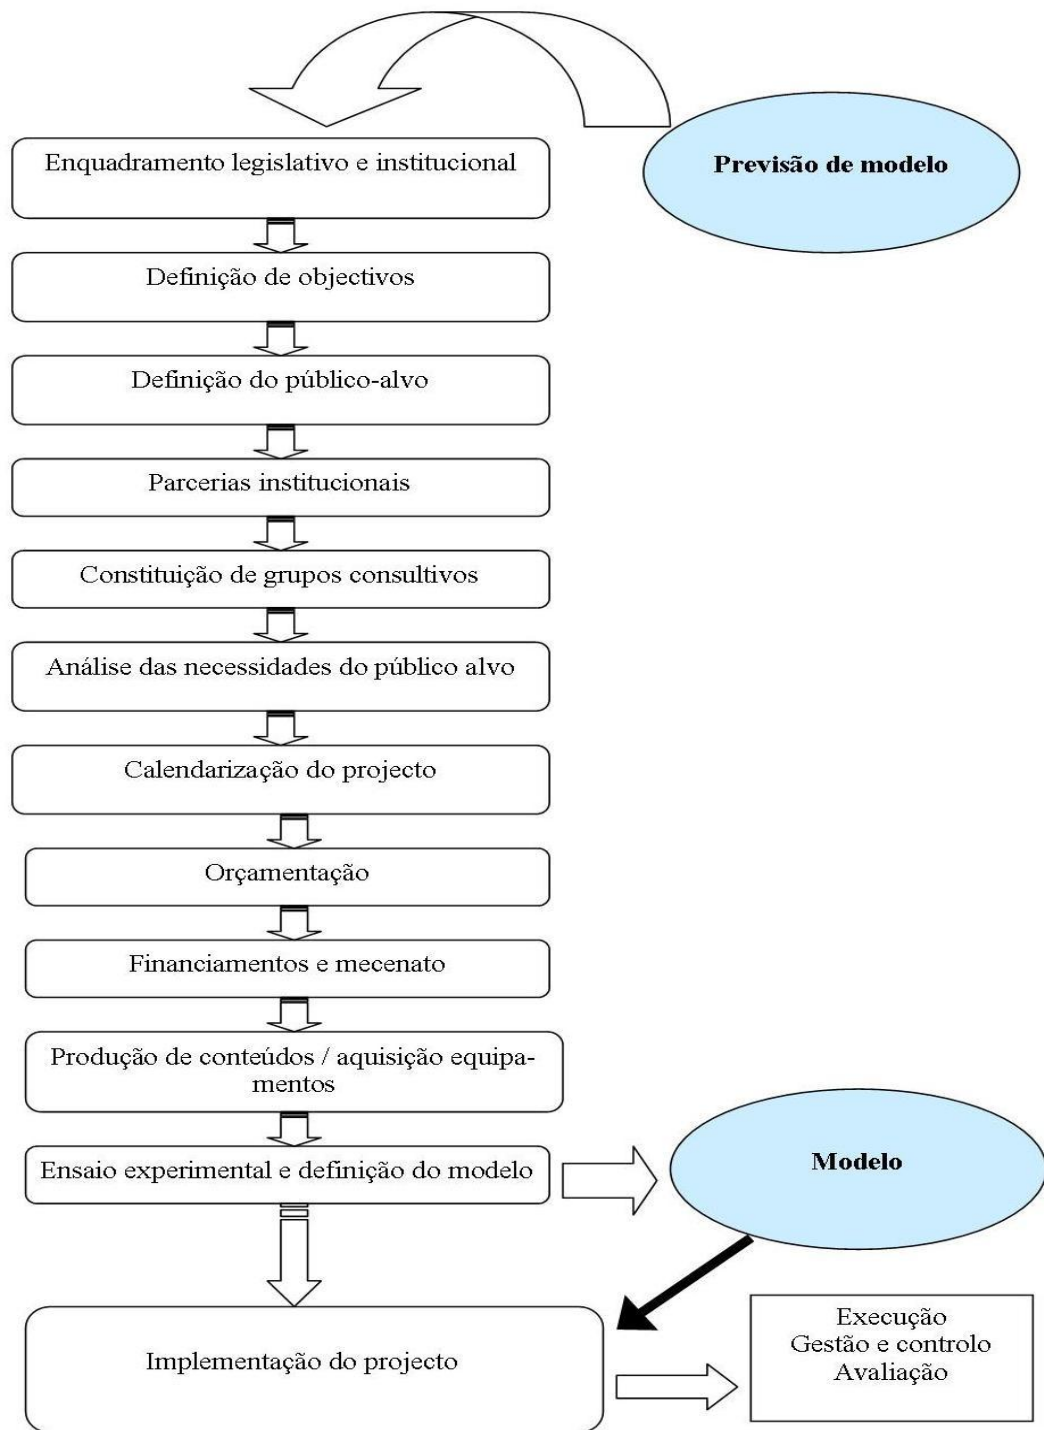 Previsão de modelo
Enquadramento legislativo e institucional
Definição de objectivos
Definição do público-alvo
Parcerias institucionais
Constituição de grupos consultivos
Análise das necessidades do público alvo
Calendarização do projecto
Orçamentação
Financiamentos e mecenato
Produção de conteúdos / aquisição equipa-
mentos
Ensaio experimental e definição do modelo
Modelo
Implementação do projecto
Execução
Gestão e controlo
Avaliação